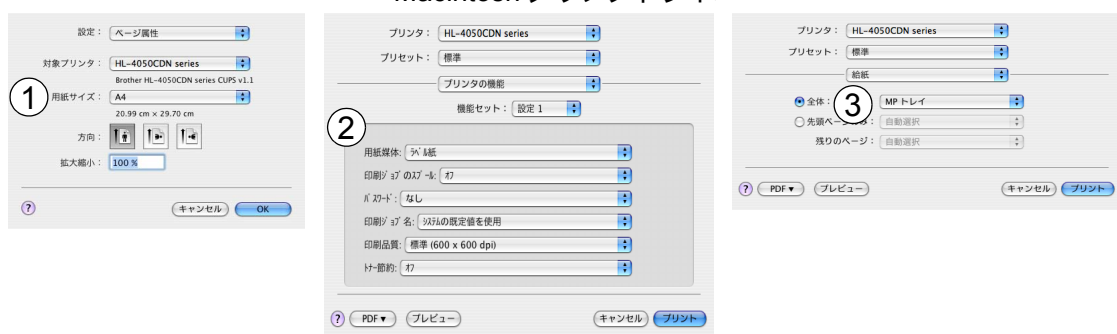 設定： ページ属性
対象プリンタ： HL-4050CDN series
Brother HL-4050CDN series CUPS v1.1
1
用紙サイズ： A4
20.99 cm × 29.70 cm
方向：
拡大縮小： 100 %
?
キャンセル
OK
プリンタ： HL-4050CDN series
プリセット： 標準
プリンタの機能
機能セット： 設定 1
2
用紙媒体: ﾗﾍﾞﾙ紙
印刷ｼﾞｮﾌﾞのｽﾌﾟｰﾙ: ｵﾌ
ﾊﾟｽﾜｰﾄﾞ: なし
印刷ｼﾞｮﾌﾞ名: ｼｽﾃﾑの既定値を使用
印刷品質: 標準 (600 x 600 dpi)
ﾄﾅｰ節約: ｵﾌ
?
PDF▼
プレビュー
キャンセル
プリント
プリンタ： HL-4050CDN series
プリセット： 標準
給紙
3
全体： MP トレイ
先頭ペー 自動選択
残りのページ： 自動選択
?
PDF▼
プレビュー
キャンセル
プリント